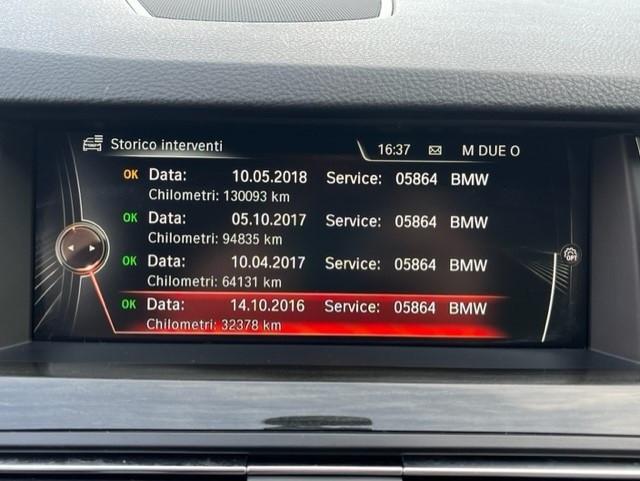 Storico interventi 16:37 M DUE O
OK Data: 10.05.2018 Service: 05864 BMW
Chilometri: 130093 km
OK Data: 05.10.2017 Service: 05864 BMW
Chilometri: 94835 km
OK Data: 10.04.2017 Service: 05864 BMW
Chilometri: 64131 km
OPT
OK Data: 14.10.2016 Service: 05864 BMW
Chilometri: 32378 km